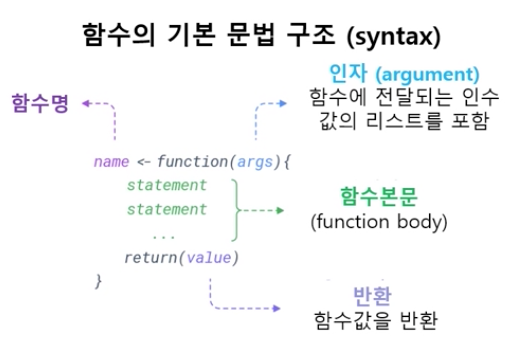 함수의 기본 문법 구조 (syntax)
인자 (argument)
함수에 전달되는 인수
값의 리스트를 포함
함수명
name <- function(args){
statement
statement
...
return(value)
}
함수본문
(function body)
반환
함수값을 반환